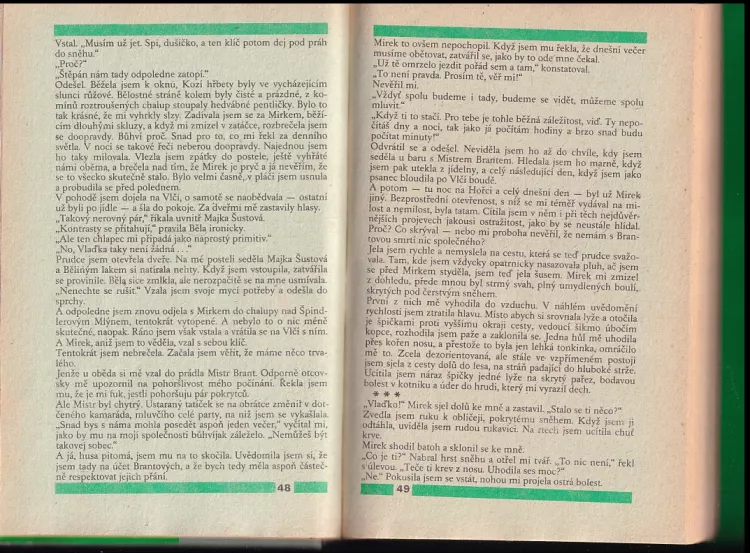 Vstal. „Musím už jet. Spi, dušičko, a ten klíč potom dej pod práh
do sněhu.“
„Proč?“
„Štěpán nám tady odpoledne zatopí.“
Odešel. Běžela jsem k oknu, Kozí hřbety byly ve vycházejícím
slunci růžové. Bělostné stráně kolem byly čisté a prázdné, z ko-
mínů roztroušených chalup stoupaly hedvábné pentličky. Bylo to
tak krásné, že mi vyhrkly slzy. Zadívala jsem se za Mirkem, běží-
cím dlouhými skluzy, a když mi zmizel v zatáčce, rozbrečela jsem
se doopravdy. Bůhví proč. Snad pro to, co mi řekl za denního
světla. V noci se takové řeči neberou doopravdy. Najednou jsem
ho taky milovala. Vlezla jsem zpátky do postele, ještě vyhřáté
námi oběma, a brečela nad tím, že Mirek je pryč a já nevěřím, že
se to všecko skutečně stalo. Bylo velmi časně, v pláči jsem usnula
a probudila se před polednem.
V pohodě jsem dojela na Vlčí, o samotě se naobědvala — ostatní
už byli po jídle — a šla do pokoje. Za dveřmi mě zastavily hlasy.
„Takový nerovný pár,“ říkala uvnitř Majka Šustová.
„Kontrasty se přitahují,“ pravila Běla ironicky.
„Ale ten chlapec mi připadá jako naprostý primitiv.“
„No, Vlaďka taky není žádná . . .“
Prudce jsem otevřela dveře. Na mé posteli seděla Majka Šustová
a Běliným lakem si natírala nehty. Když jsem vstoupila, zatvářila
se provinile. Běla sice zmlkla, ale nerozpačitě se na mne usmívala.
„Nenechte se rušit.“ Vzala jsem svoje mycí potřeby a odešla do
sprchy.
A odpoledne jsem znovu odjela s Mirkem do chalupy nad Špind-
lerovým Mlýnem, tentokrát vytopené. A nebylo to o nic méně
skutečné, naopak. Ráno jsem však vstala a vrátila se na Vlčí s ním.
A Mirek, aniž jsem to věděla, vzal s sebou klíč.
Tentokrát jsem nebrečela. Začala jsem věřit, že máme něco trva-
lého.
Jenže u oběda si mě vzal do prádla Mistr Brant. Odporně otcov-
sky mě upozornil na pohoršlivost mého počínání. Řekla jsem
mu, že je mi fuk, jestli pohoršuju pár pokrytců.
Ale Mistr byl chytrý. Ustaraný tatíček se na obrátce změnil v dot-
čeného kamaráda, mluvčího celé party, na niž jsem se vykašlala.
„Snad bys s náma mohla posedět aspoň jeden večer,“ vyčítal mi,
jako by mu na mojí společnosti bůhvíjak záleželo. „Nemůžeš být
takovej sobec.“
A já, husa pitomá, jsem mu na to skočila. Uvědomila jsem si, že
jsem tady na účet Brantových, a že bych tedy měla aspoň částeč-
ně respektovat jejich přání.
48
Mirek to ovšem nepochopil. Když jsem mu řekla, že dnešní večer
musíme obětovat, zatvářil se, jako by to ode mne čekal.
„Už tě omrzelo jezdit pořád sem a tam,“ konstatoval.
„To není pravda. Prosím tě, věř mi!“
Nevěřil mi.
„Vždyť spolu budeme i tady, budeme se vidět, můžeme spolu
mluvit.“
„Když ti to stačí. Pro tebe je tohle běžná záležitost, viď. Ty nepo-
čítáš dny a noci, tak jako já počítám hodiny a brzo snad budu
počítat minuty!“
Odvrátil se a odešel. Neviděla jsem ho až do chvíle, kdy jsem
seděla u baru s Mistrem Brantem. Hledala jsem ho marně, když
jsem pak utekla z jídelny, a celý následující den, když jsem jako
psanec bloudila po Vlčí boudě.
A potom — tu noc na Hořci a celý dnešní den — byl už Mirek
jiný. Bezprostřední otevřenost, s níž se mi téměř vydával na mi-
lost a nemilost, byla tatam. Cítila jsem v něm i při těch nejdůvěr-
nějších projevech jakousi ostražitost, jako by se neustále hlídal.
Proč? Co skrýval — nebo mi proboha nevěřil, že nemám s Bran-
tovou smrtí nic společného?
Jela jsem rychle a nemyslela na cestu, která se teď prudce svažo-
vala. Tam, kde jsem vždycky opatrnicky nasazovala pluh, ač jsem
se před Mirkem styděla, jsem teď jela šusem. Mirek mi zmizel
z dohledu, přede mnou byl strmý svah, plný umydlených boulí,
skrytých pod čerstvým sněhem.
První z nich mě vyhodila do vzduchu. V náhlém uvědomění
rychlosti jsem ztratila hlavu. Místo abych si srovnala lyže a otočila
je špičkami proti vyššímu okraji cesty, vedoucí šikmo úbočím
kopce, rozhodila jsem paže a zaklonila se. Jedna hůl mě uhodila
přes kořen nosu, a přestože to byla jen lehká tonkinka, omráčilo
mě to. Zcela dezorientovaná, ale stále ve vzpřímeném postoji
jsem sjela z cesty dolů do lesa, na stráň padající do hluboké strže.
Ucítila jsem náraz špičky jedné lyže na skrytý pařez, bodavou
bolest v kotníku a úder do hrudi, který mi vyrazil dech.
* * *
„Vlaďko!“ Mirek sjel dolů ke mně a zastavil. „Stalo se ti něco?“
Zvedla jsem ruku k obličeji, pokrytému sněhem. Když jsem ji
odtáhla, uviděla jsem rudou rukavici. Na rtech jsem ucítila chuť
krve.
Mirek shodil batoh a sklonil se ke mně.
„Co je ti?“ Nabral hrst sněhu a otřel mi tvář. „To nic není,“ řekl
s úlevou. „Teče ti krev z nosu. Uhodila ses moc?“
„Ne.“ Pokusila jsem se vstát, nohou mi projela ostrá bolest.
49